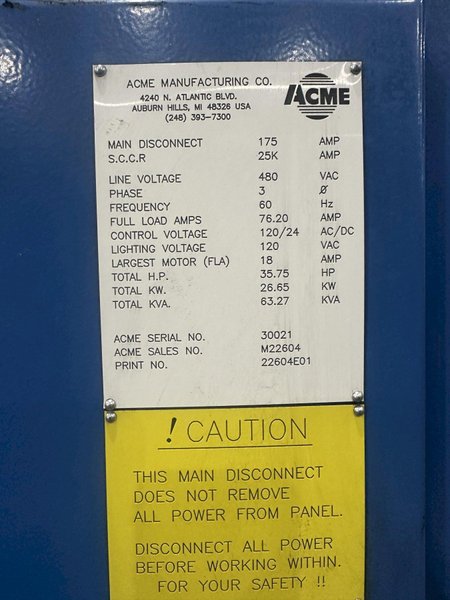 ACME MANUFACTURING CO.
4240 N. ATLANTIC BLVD.
AUBURN HILLS, MI 48326 USA
(248) 393-7300
ACME
MAIN DISCONNECT 175 AMP
S.C.C.R 25K AMP
LINE VOLTAGE 480 VAC
PHASE 3 Ø
FREQUENCY 60 Hz
FULL LOAD AMPS 76.20 AMP
CONTROL VOLTAGE 120/24 AC/DC
LIGHTING VOLTAGE 120 VAC
LARGEST MOTOR (FLA) 18 AMP
TOTAL H.P. 35.75 HP
TOTAL KW. 26.65 KW
TOTAL KVA. 63.27 KVA
ACME SERIAL NO. 30021
ACME SALES NO. M22604
PRINT NO. 22604E01
! CAUTION
THIS MAIN DISCONNECT
DOES NOT REMOVE
ALL POWER FROM PANEL.
DISCONNECT ALL POWER
BEFORE WORKING WITHIN.
FOR YOUR SAFETY !!